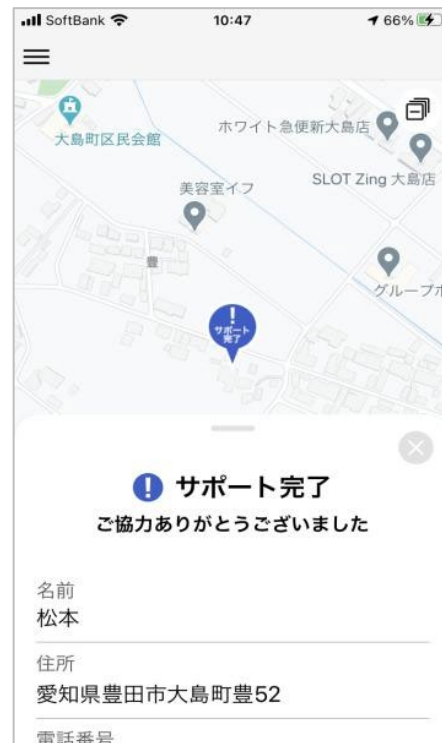 SoftBank 10:47 66%
大島町区民会館
ホワイト急便新大島店
美容室イフ
SLOT Zing 大島店
豊
グループホ
!
サポート
完了
! サポート完了
ご協力ありがとうございました
名前
松本
住所
愛知県豊田市大島町豊52
電話番号